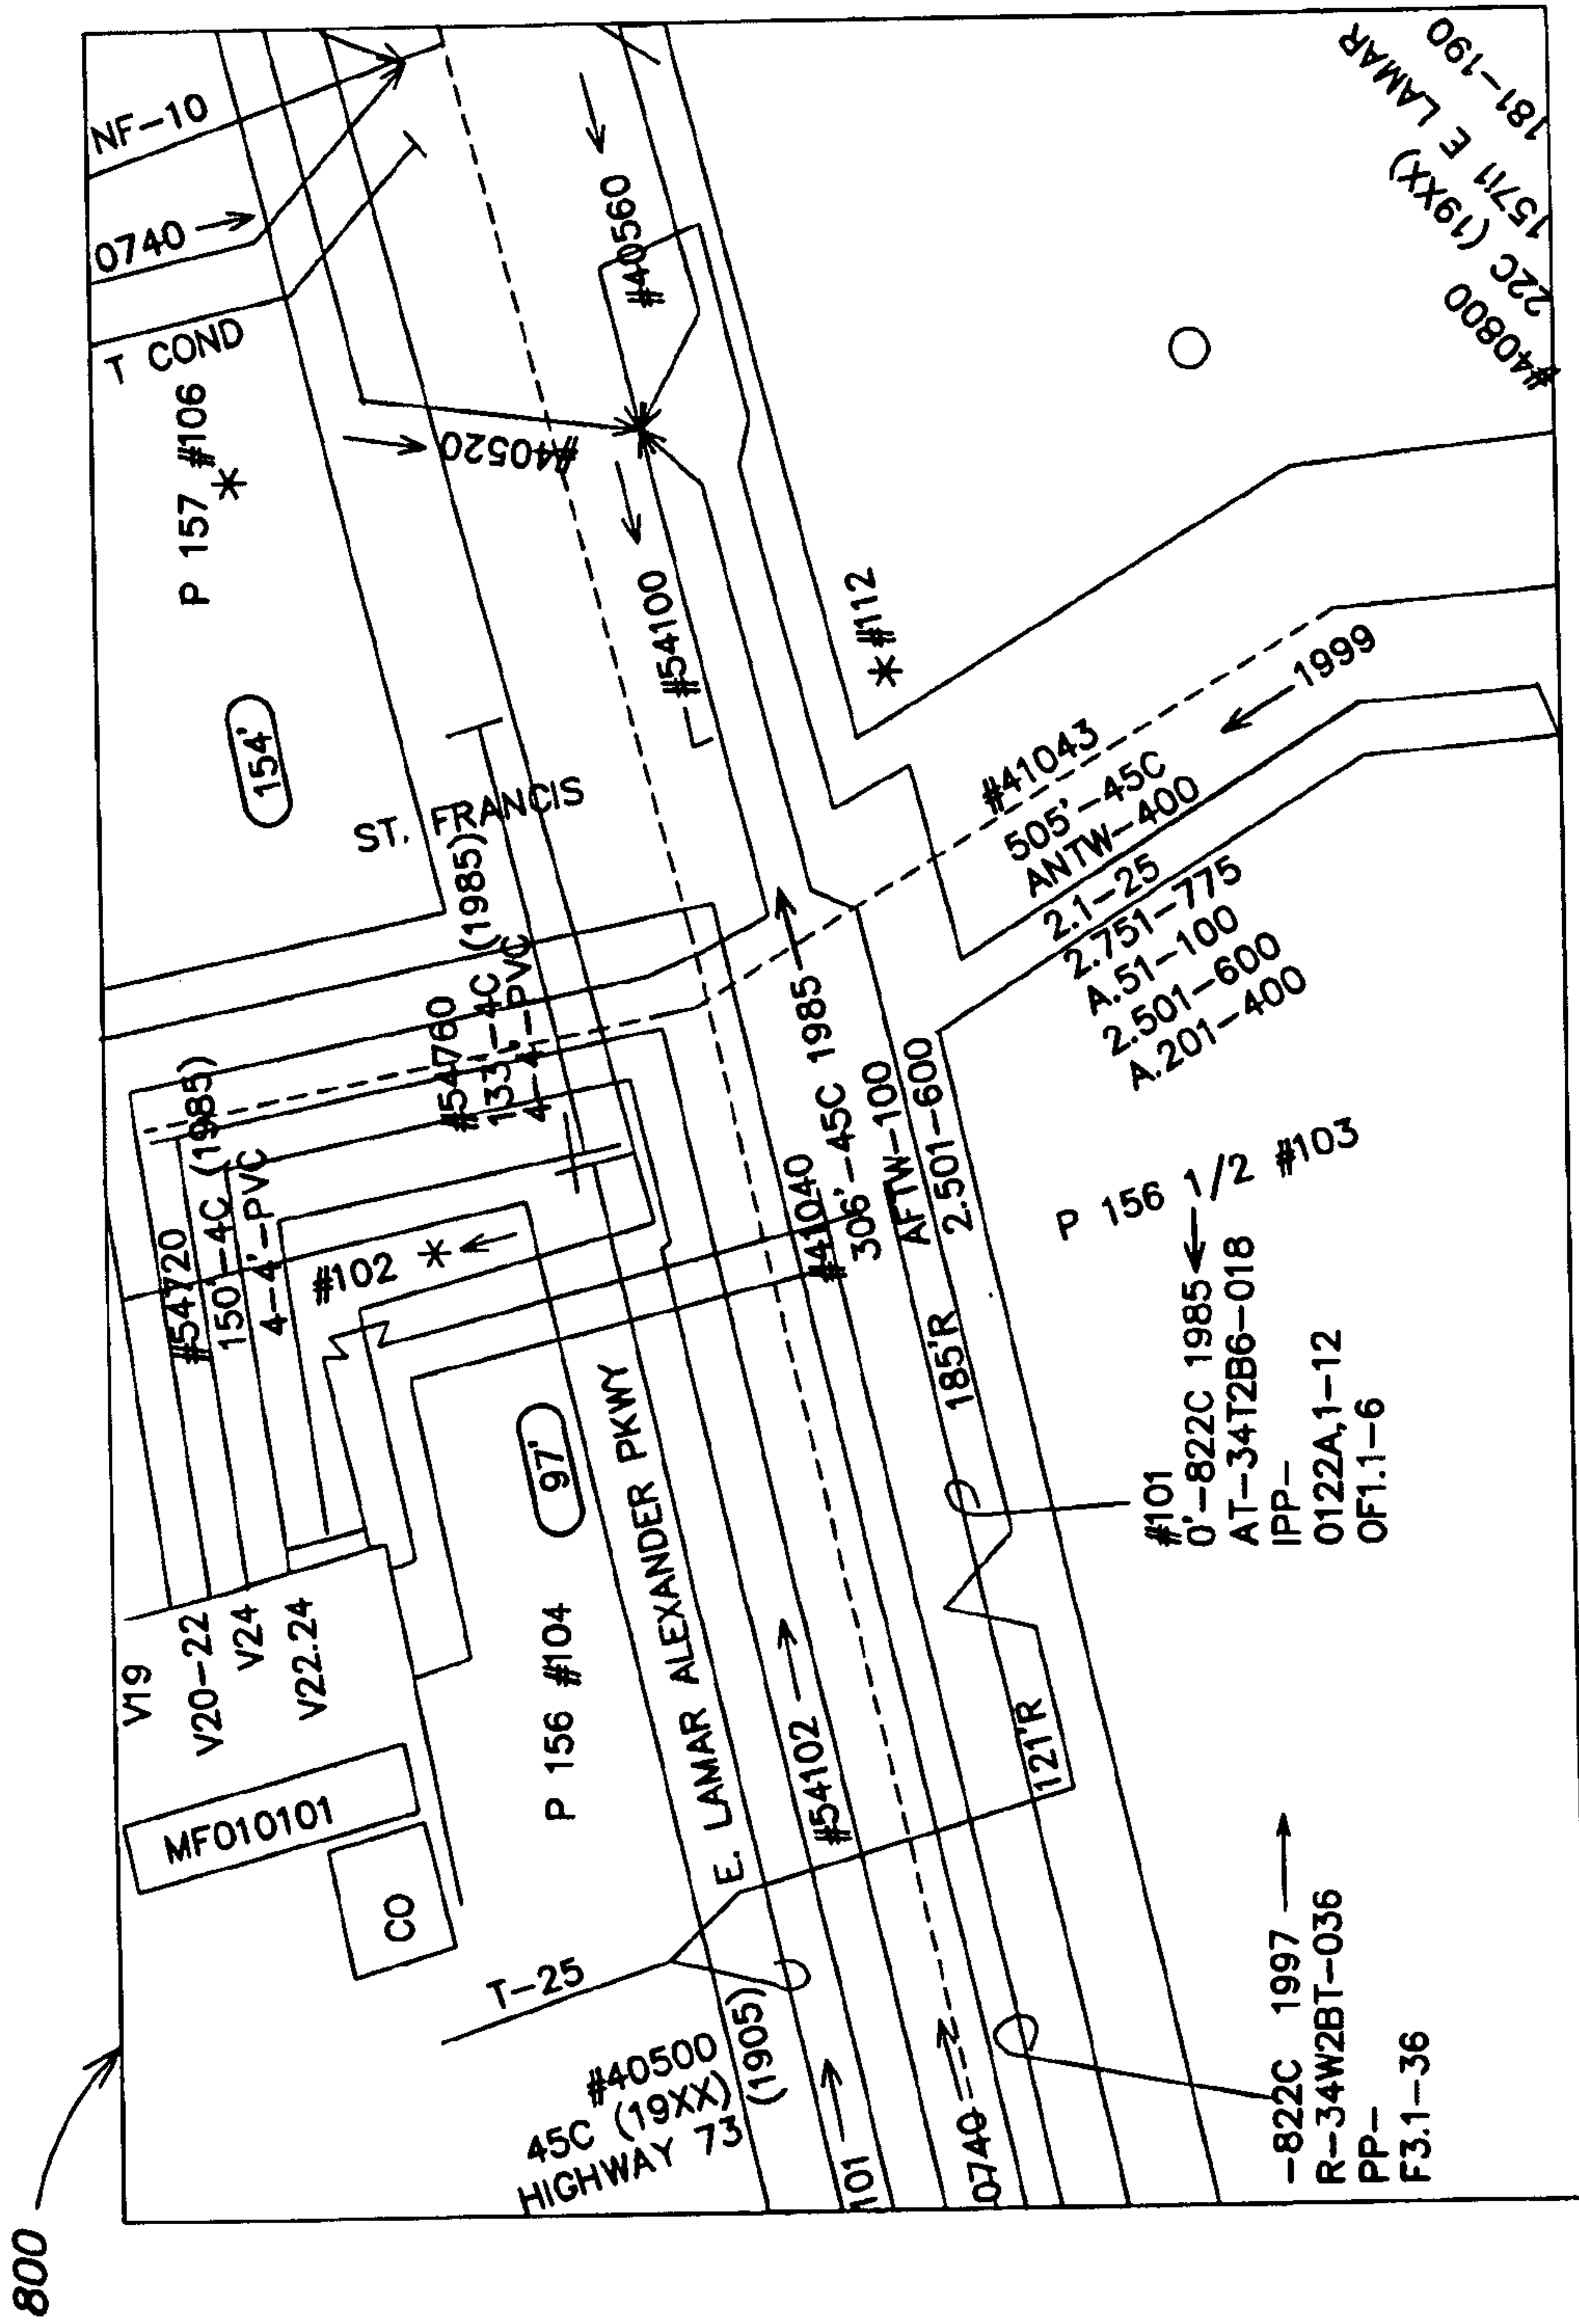 800
NF-10
0740
T COND
P 157 #106
154'
ST. FRANCIS
#40520
#40560
#54100
#112
#40800
22C (19XX)
157/1 E LAMAR
181-190
1999
#41043
505'-45C
ANTW-400
2.1-25
2.751-775
A.51-100
2.501-600
A.201-400
#54720
150'-4C (1985)
4-4'-PVC
#54760
133'-4C (1985)
4-4'-PVC
#102
#41040
306'-45C 1985
AFTW-100
2.501-600
185'R
P 156 1/2 #103
#101
0'-822C 1985
AT-34T2B6-018
IPP-
0122A,1-12
OF1.1-6
V19
V20-22
V24
V22.24
MF010101
CO
97'
P 156 #104
E. LAMAR ALEXANDER PKWY
#54102
121'R
T-25
#40500
45C (19XX)
HIGHWAY 73
(1905)
101
0740
-822C 1997
R-34W2BT-036
PP-
F3.1-36